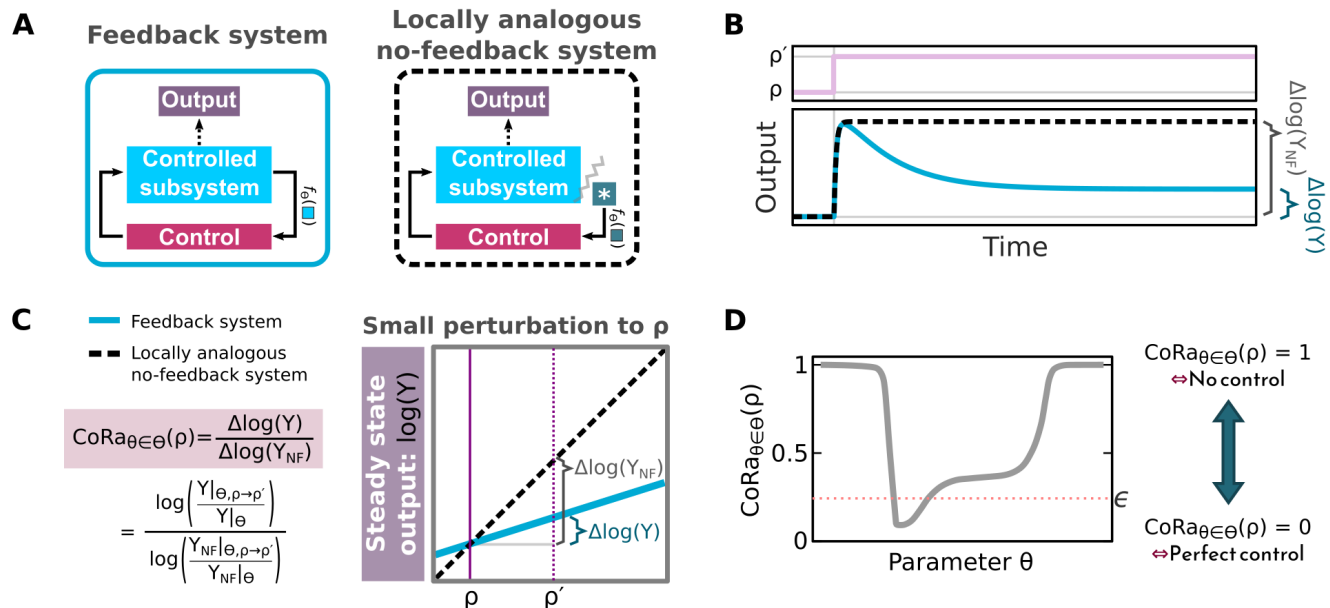 A
Feedback system
Output
Controlled
subsystem
fθ(■)
Control
Locally analogous
no-feedback system
Output
Controlled
subsystem
*
fθ(■)
Control
B
ρ′
ρ
Output
Time
Δlog(Y_NF)
Δlog(Y)
C
Feedback system
Locally analogous
no-feedback system
CoRa_θ∈Θ(ρ)=Δlog(Y)/Δlog(Y_NF)
= log(Y|_Θ,ρ→ρ′/Y|_Θ)/log(Y_NF|_Θ,ρ→ρ′/Y_NF|_Θ)
Small perturbation to ρ
Steady state
output: log(Y)
Δlog(Y_NF)
Δlog(Y)
ρ
ρ′
D
CoRa_θ∈Θ(ρ)
1
0.5
0
ϵ
Parameter θ
CoRa_θ∈Θ(ρ) = 1
⇔No control
CoRa_θ∈Θ(ρ) = 0
⇔Perfect control